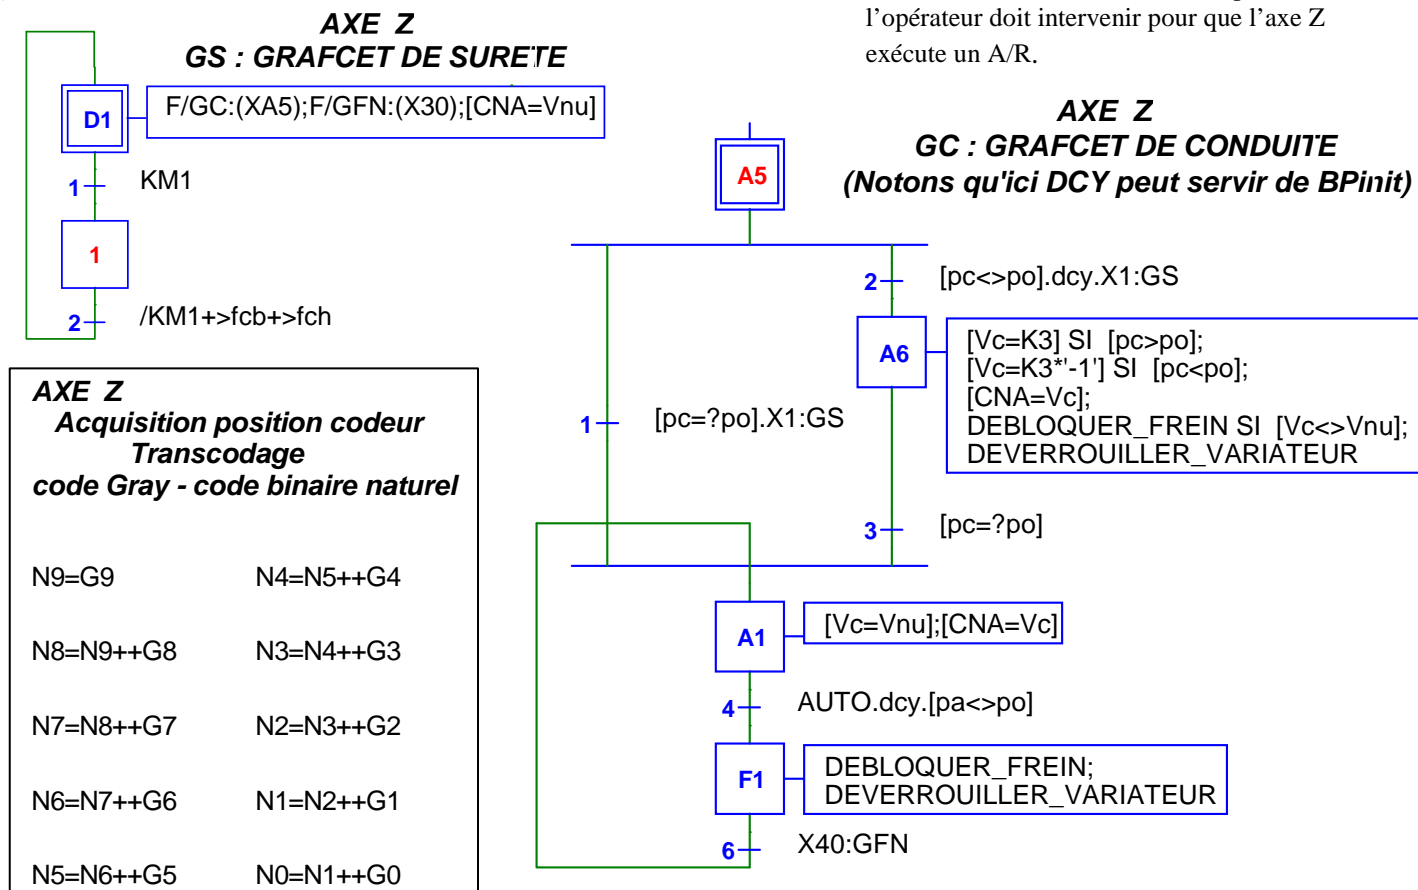 l'opérateur doit intervenir pour que l'axe Z
exécute un A/R.
AXE Z
GS : GRAFCET DE SURETE
D1
F/GC:(XA5);F/GFN:(X30);[CNA=Vnu]
1
KM1
1
2
/KM1+>fcb+>fch
AXE Z
GC : GRAFCET DE CONDUITE
(Notons qu'ici DCY peut servir de BPinit)
A5
2
[pc<>po].dcy.X1:GS
A6
[Vc=K3] SI [pc>po];
[Vc=K3*'-1'] SI [pc<po];
[CNA=Vc];
DEBLOQUER_FREIN SI [Vc<>Vnu];
DEVERROUILLER_VARIATEUR
1
[pc=?po].X1:GS
3
[pc=?po]
A1
[Vc=Vnu];[CNA=Vc]
4
AUTO.dcy.[pa<>po]
F1
DEBLOQUER_FREIN;
DEVERROUILLER_VARIATEUR
6
X40:GFN
AXE Z
Acquisition position codeur
Transcodage
code Gray - code binaire naturel
N9=G9 N4=N5++G4
N8=N9++G8 N3=N4++G3
N7=N8++G7 N2=N3++G2
N6=N7++G6 N1=N2++G1
N5=N6++G5 N0=N1++G0